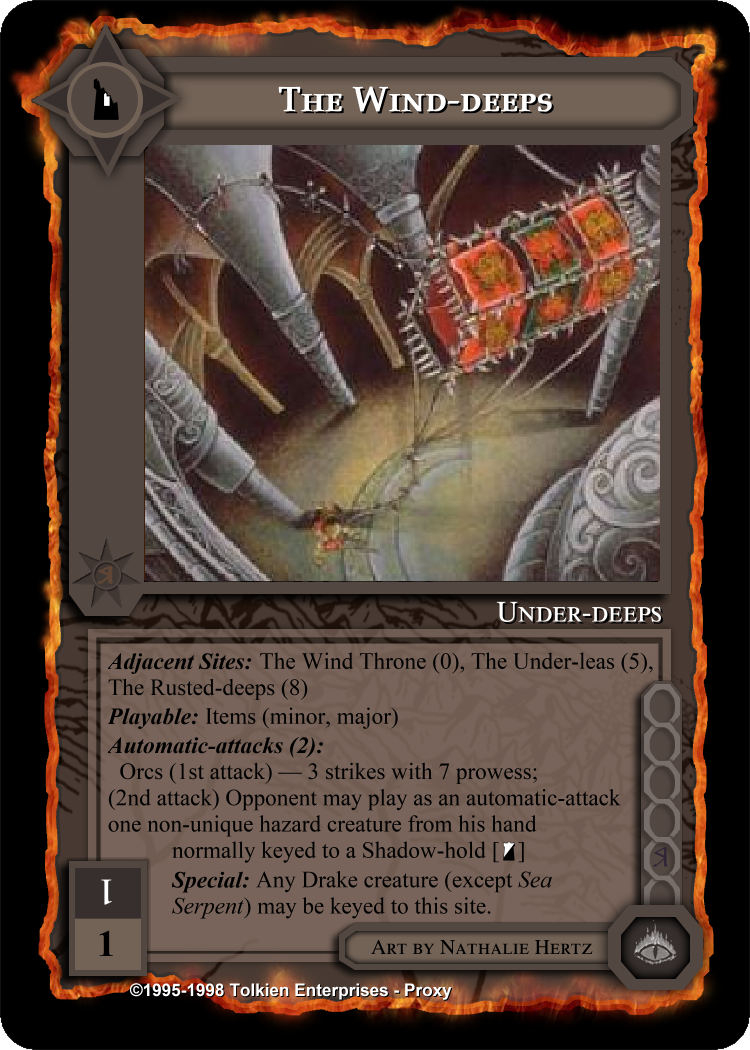 The Wind-deeps
Under-deeps
Adjacent Sites: The Wind Throne (0), The Under-leas (5),
The Rusted-deeps (8)
Playable: Items (minor, major)
Automatic-attacks (2):
Orcs (1st attack) — 3 strikes with 7 prowess;
(2nd attack) Opponent may play as an automatic-attack
one non-unique hazard creature from his hand
normally keyed to a Shadow-hold [ ]
Special: Any Drake creature (except Sea
Serpent) may be keyed to this site.
1
Art by Nathalie Hertz
©1995-1998 Tolkien Enterprises - Proxy